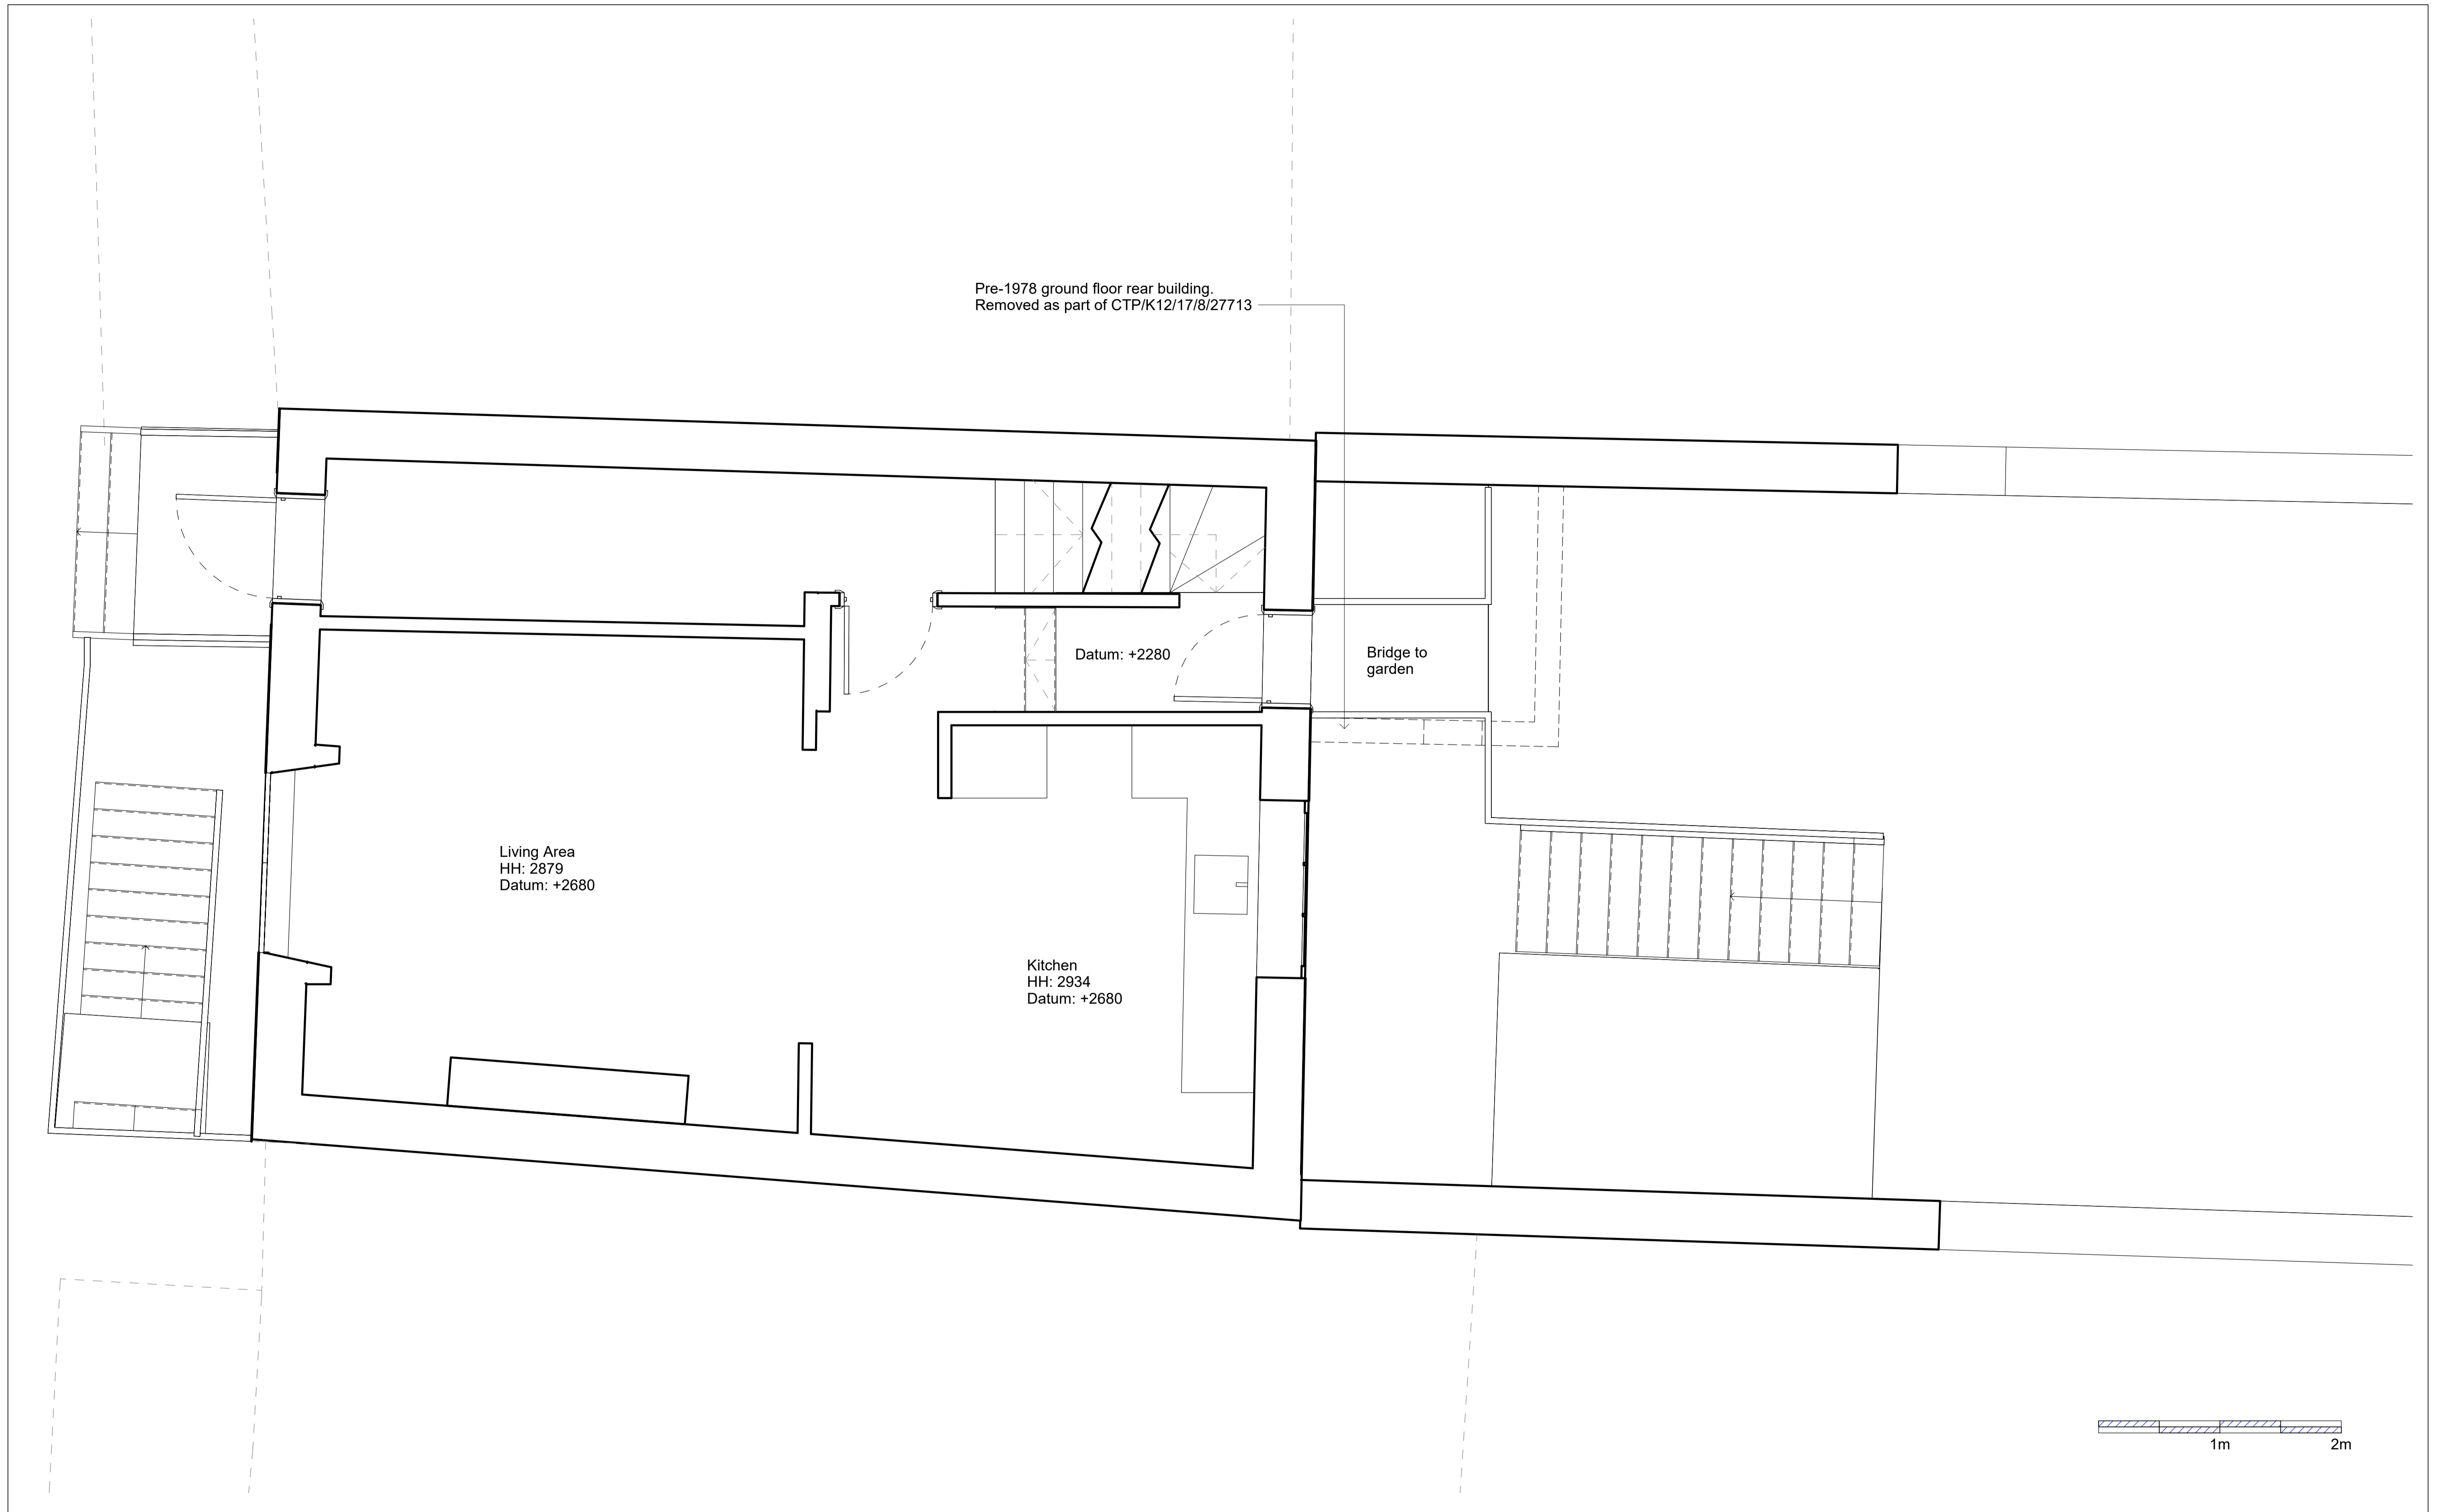 Pre-1978 ground floor rear building.
Removed as part of CTP/K12/17/8/27713
Datum: +2280
Bridge to
garden
Living Area
HH: 2879
Datum: +2680
Kitchen
HH: 2934
Datum: +2680
1m
2m